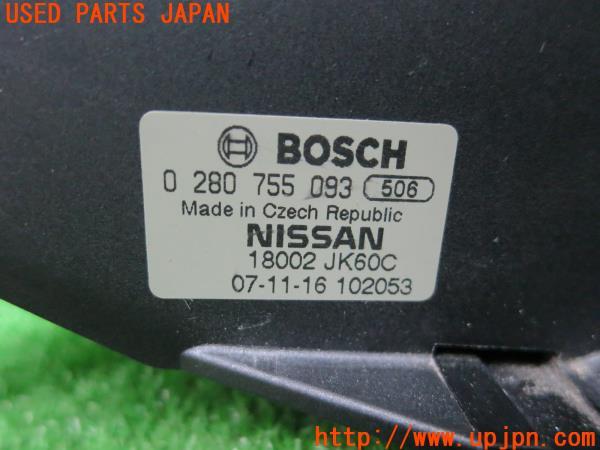 USED PARTS JAPAN
BOSCH
0 280 755 093 506
Made in Czech Republic
NISSAN
18002 JK60C
07-11-16 102053
UPJ
http://www.upjpn.com